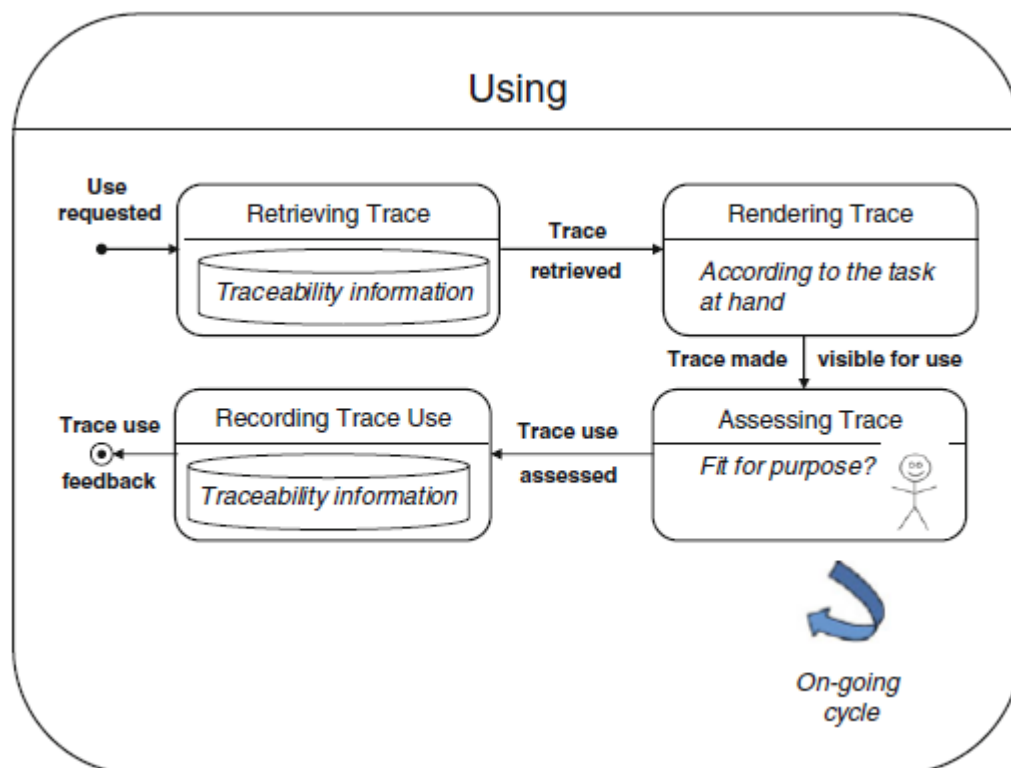 Using
Use
requested
Retrieving Trace
Traceability information
Trace
retrieved
Rendering Trace
According to the task
at hand
Trace made visible for use
Assessing Trace
Fit for purpose?
Trace use
assessed
Recording Trace Use
Traceability information
Trace use
feedback
On-going
cycle